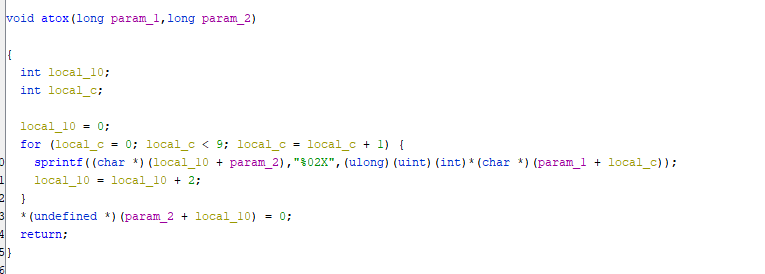 void atox(long param_1,long param_2)
{
int local_10;
int local_c;
local_10 = 0;
for (local_c = 0; local_c < 9; local_c = local_c + 1) {
0 sprintf((char *)(local_10 + param_2),"%02X",(ulong)(uint)(int)*(char *)(param_1 + local_c));
1 local_10 = local_10 + 2;
2 }
3 *(undefined *)(param_2 + local_10) = 0;
4 return;
5 }
6